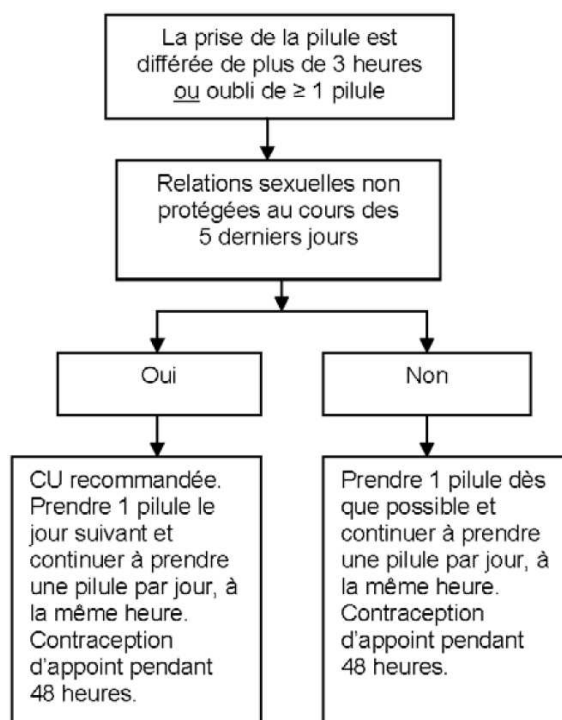 La prise de la pilule est
différée de plus de 3 heures
ou oubli de ≥ 1 pilule
Relations sexuelles non
protégées au cours des
5 derniers jours
Oui
Non
CU recommandée.
Prendre 1 pilule le
jour suivant et
continuer à prendre
une pilule par jour, à
la même heure.
Contraception
d'appoint pendant
48 heures.
Prendre 1 pilule dès
que possible et
continuer à prendre
une pilule par jour, à
la même heure.
Contraception
d'appoint pendant
48 heures.